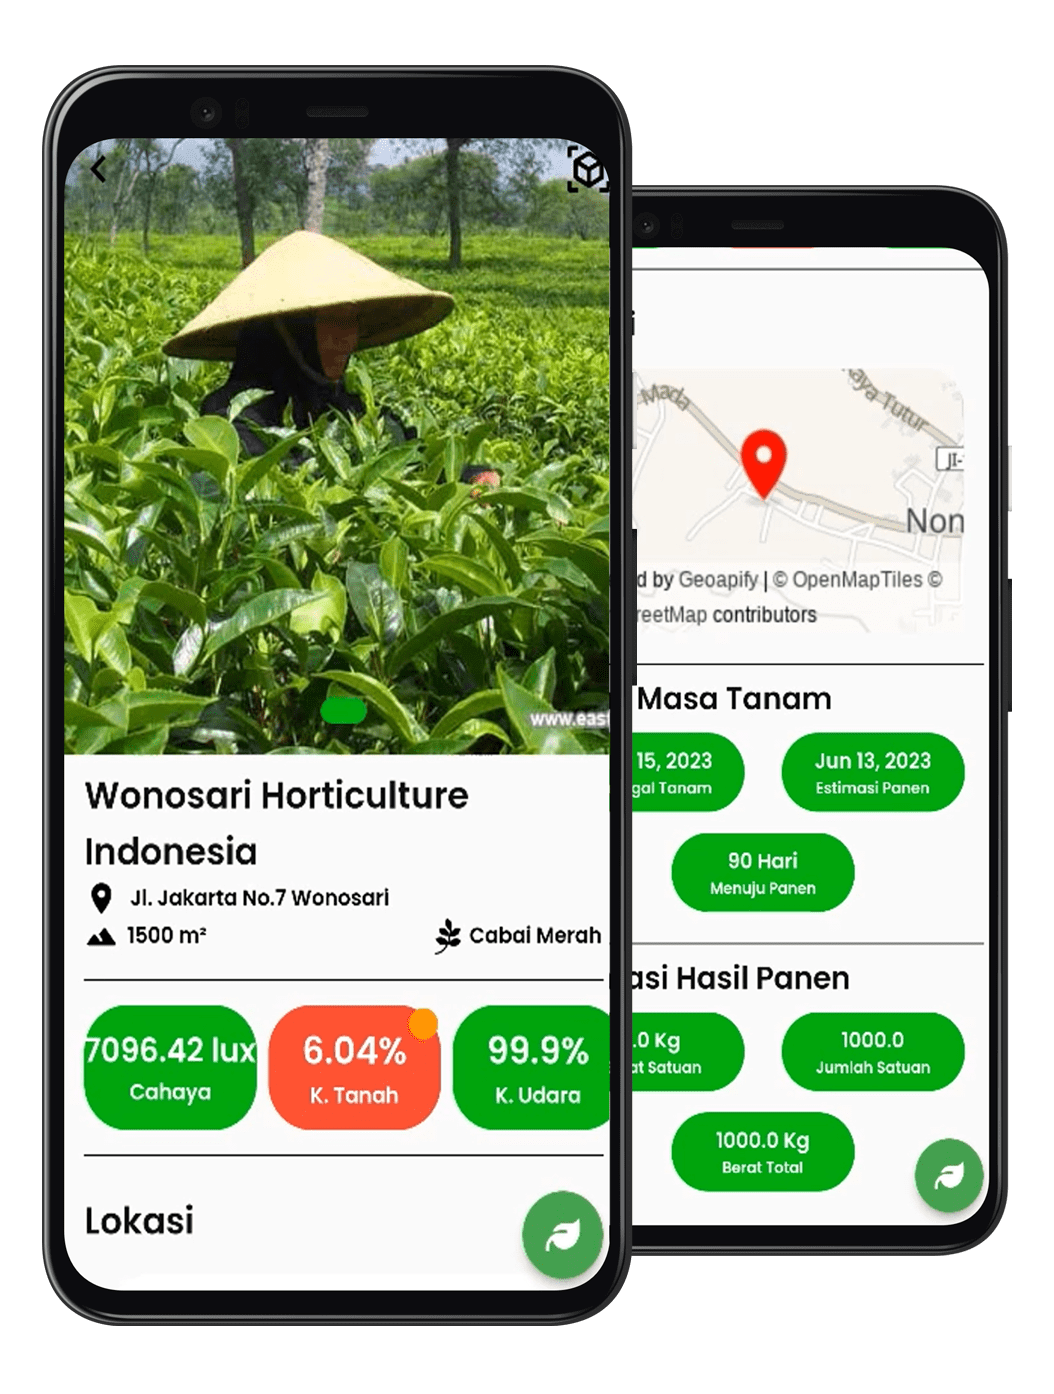 www.east
Wonosari Horticulture
Indonesia
Jl. Jakarta No.7 Wonosari
1500 m²
Cabai Merah
7096.42 lux
Cahaya
6.04%
K. Tanah
99.9%
K. Udara
Lokasi
i
Mada
aya Tutur
Jl-
Non
d by Geoapify | © OpenMapTiles ©
reetMap contributors
Masa Tanam
15, 2023
gal Tanam
Jun 13, 2023
Estimasi Panen
90 Hari
Menuju Panen
asi Hasil Panen
.0 Kg
at Satuan
1000.0
Jumlah Satuan
1000.0 Kg
Berat Total